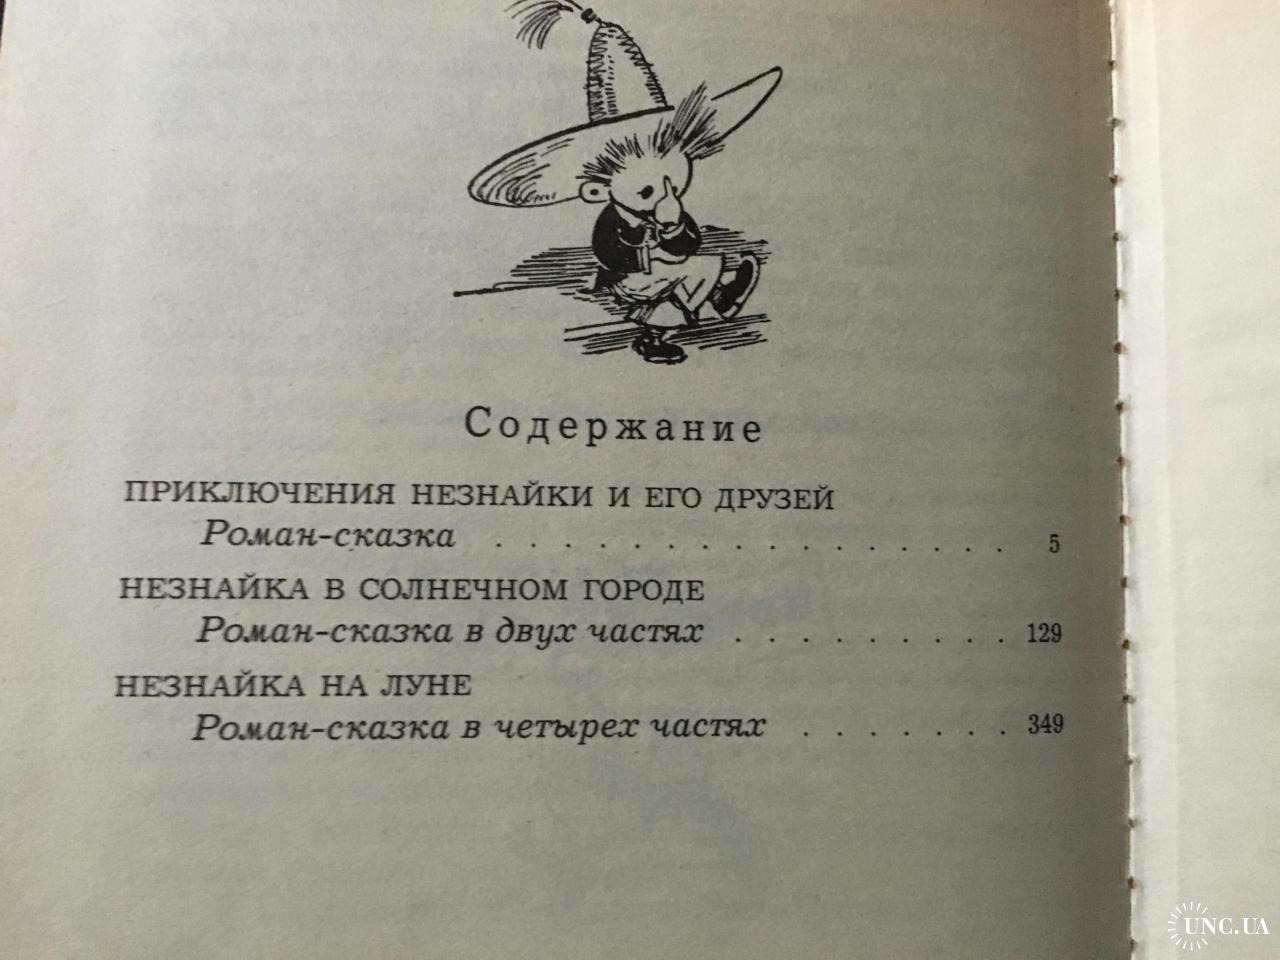 Содержание
ПРИКЛЮЧЕНИЯ НЕЗНАЙКИ И ЕГО ДРУЗЕЙ
Роман-сказка . . . . . . . . . . . . . . . . 5
НЕЗНАЙКА В СОЛНЕЧНОМ ГОРОДЕ
Роман-сказка в двух частях . . . . . . . . . 129
НЕЗНАЙКА НА ЛУНЕ
Роман-сказка в четырех частях . . . . . . . 349
UNC.UA